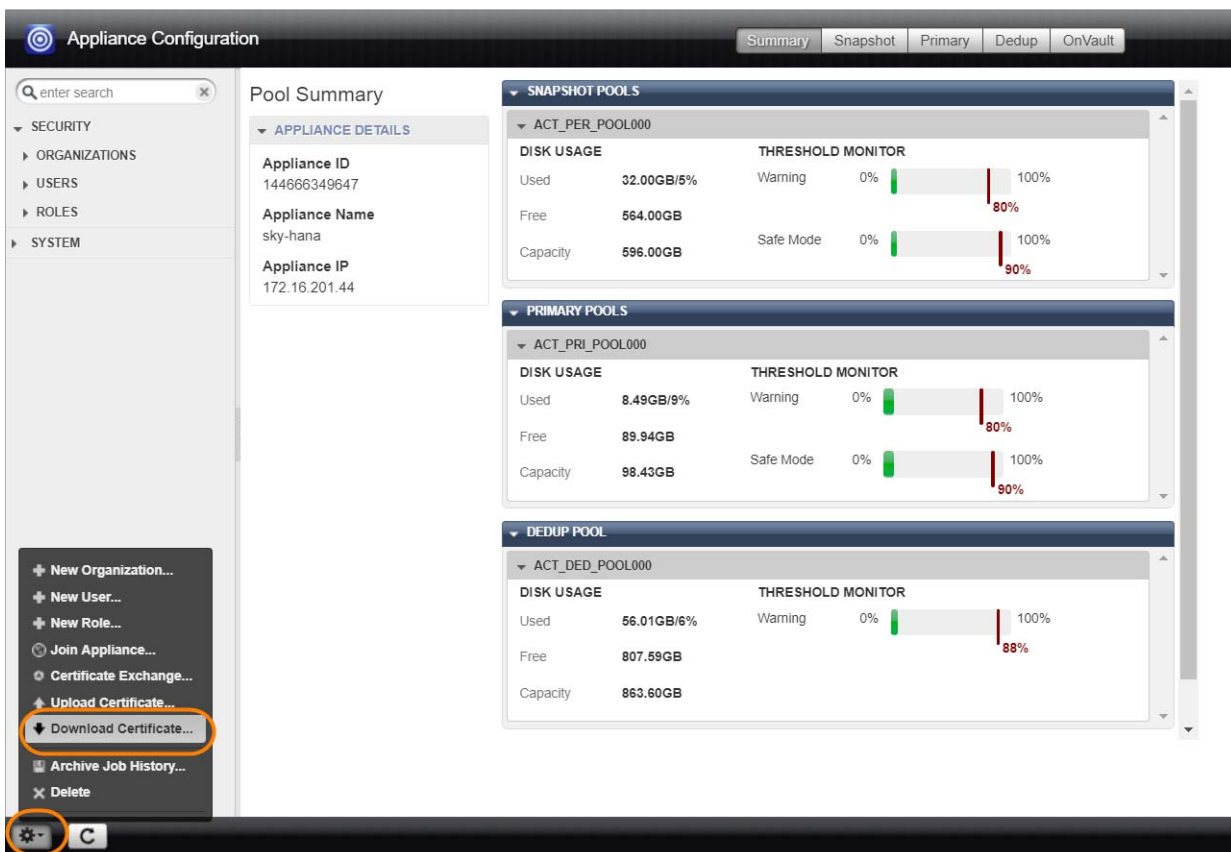 Appliance Configuration
Summary Snapshot Primary Dedup OnVault
enter search
SECURITY
ORGANIZATIONS
USERS
ROLES
SYSTEM
Pool Summary
APPLIANCE DETAILS
Appliance ID
144666349647
Appliance Name
sky-hana
Appliance IP
172.16.201.44
SNAPSHOT POOLS
ACT_PER_POOL000
DISK USAGE THRESHOLD MONITOR
Used 32.00GB/5% Warning 0% 100%
80%
Free 564.00GB
Safe Mode 0% 100%
Capacity 596.00GB
90%
PRIMARY POOLS
ACT_PRI_POOL000
DISK USAGE THRESHOLD MONITOR
Used 8.49GB/9% Warning 0% 100%
80%
Free 89.94GB
Safe Mode 0% 100%
Capacity 98.43GB
90%
DEDUP POOL
ACT_DED_POOL000
DISK USAGE THRESHOLD MONITOR
Used 56.01GB/6% Warning 0% 100%
88%
Free 807.59GB
Capacity 863.60GB
New Organization...
New User...
New Role...
Join Appliance...
Certificate Exchange...
Upload Certificate...
Download Certificate...
Archive Job History...
Delete